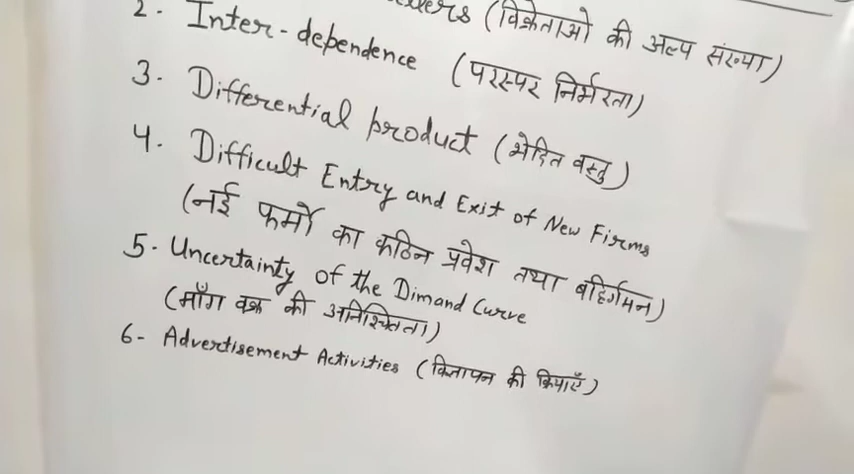 (विक्रेताओ की अल्प संख्या)
2. Inter-dependence (परस्पर निर्भरता)
3. Differential product (भेदित वस्तु)
4. Difficult Entry and Exit of New Firms
(नई फर्मो का कठिन प्रवेश तथा बहिर्गमन)
5. Uncertainty of the Dimand Curve
(माँग वक्र की अनिश्चितता)
6- Advertisement Activities (विज्ञापन की क्रियाएँ)